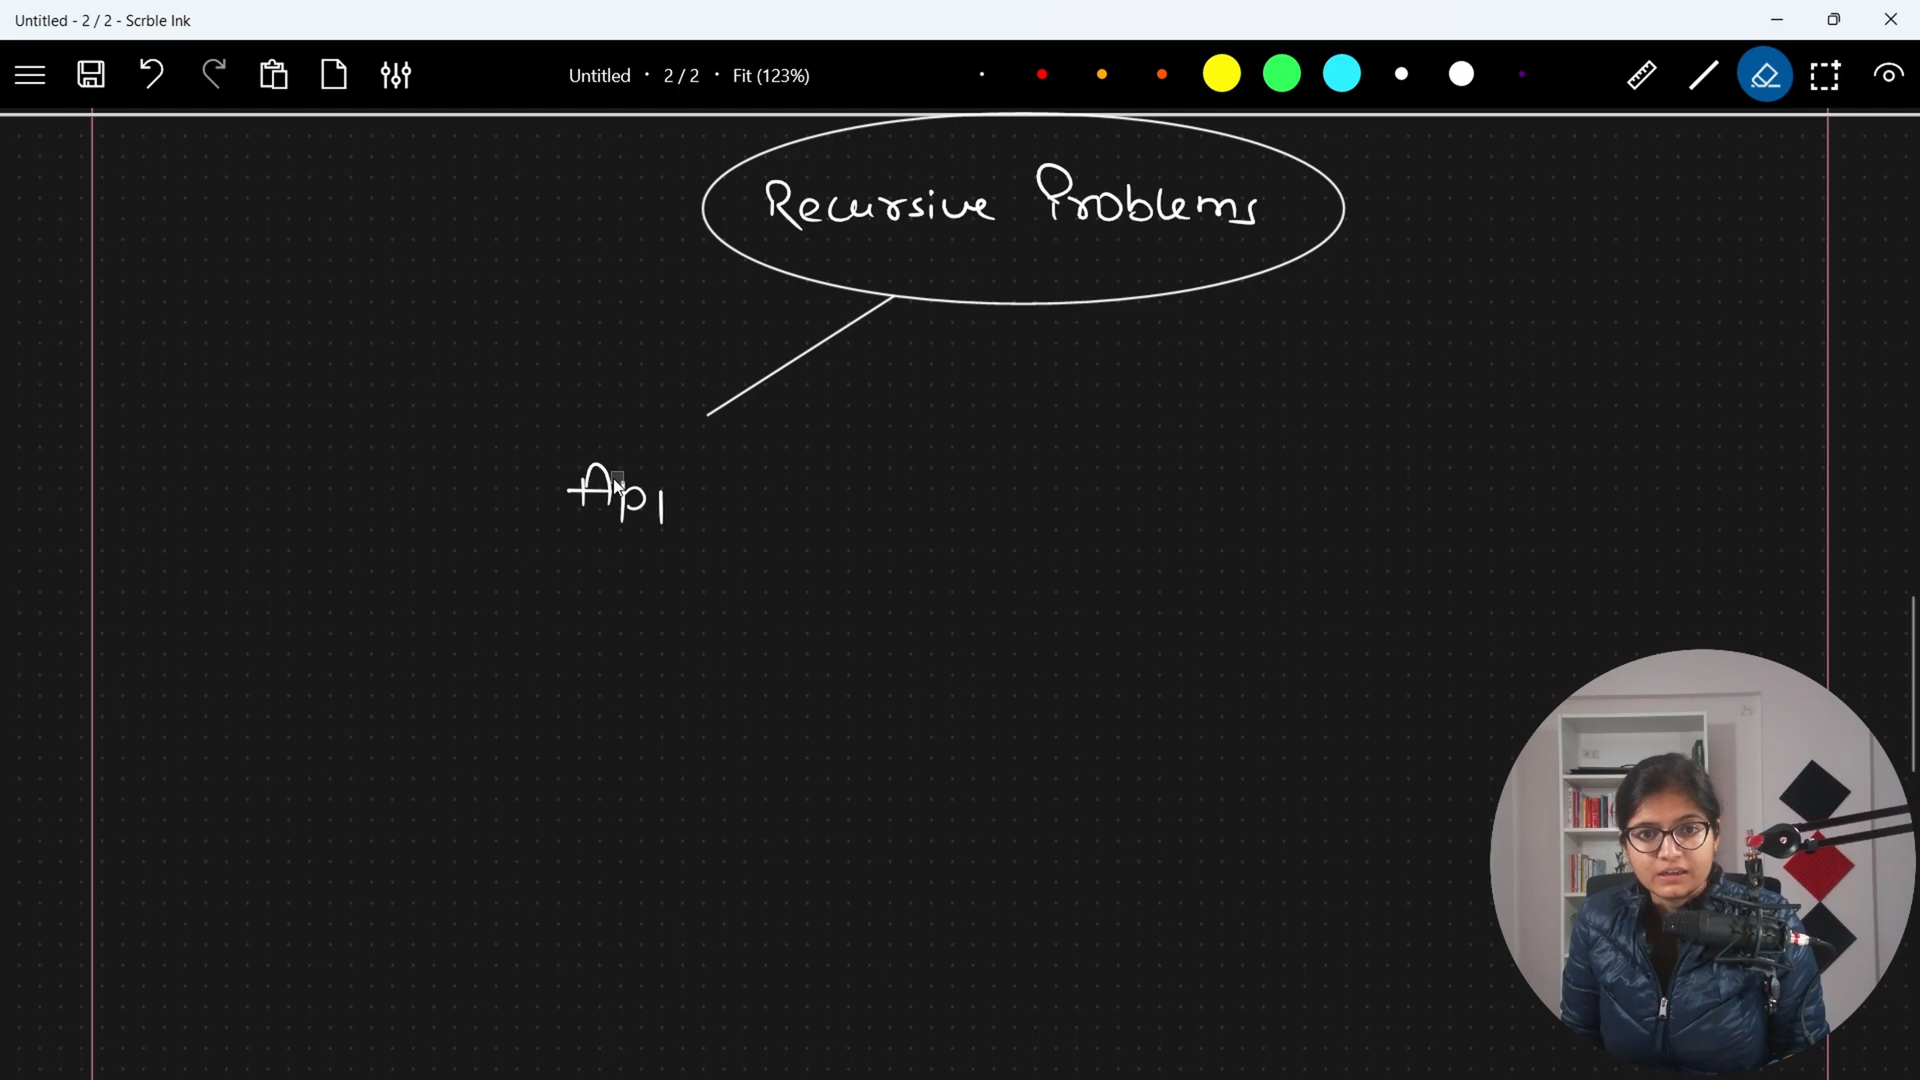 Untitled - 2 / 2 - Scrble Ink
Untitled • 2 / 2 • Fit (123%)
Recursive Problems
Ap